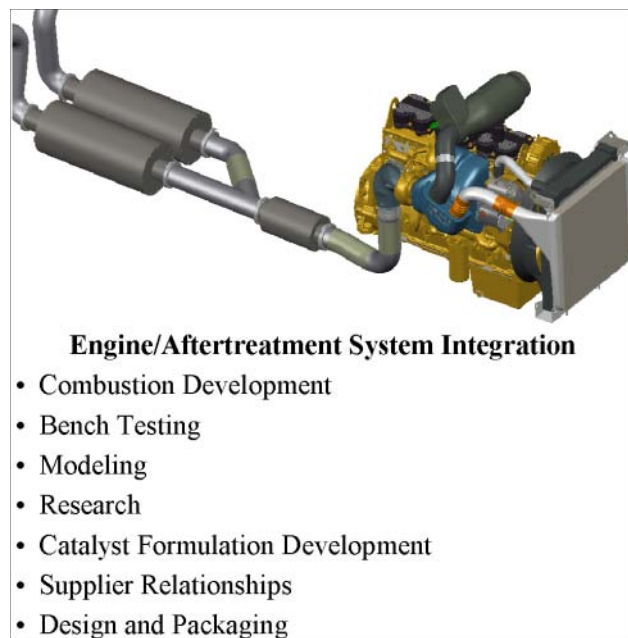 Engine/Aftertreatment System Integration
• Combustion Development
• Bench Testing
• Modeling
• Research
• Catalyst Formulation Development
• Supplier Relationships
• Design and Packaging